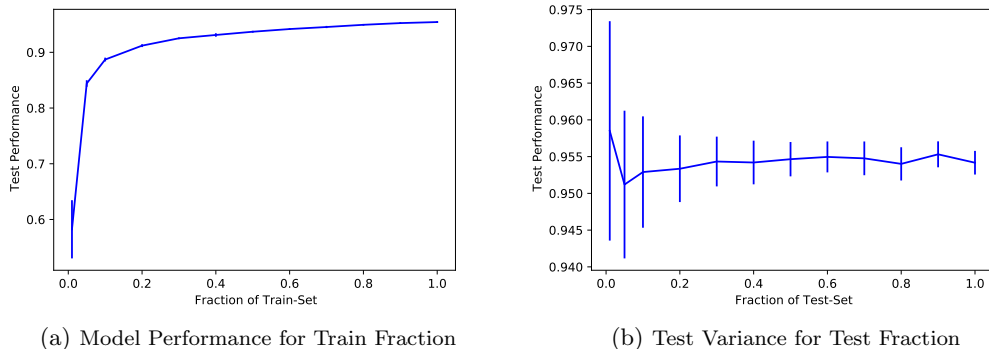 0.9
0.8
0.7
0.6
Test Performance
0.0 0.2 0.4 0.6 0.8 1.0
Fraction of Train-Set
(a) Model Performance for Train Fraction
0.975
0.970
0.965
0.960
0.955
0.950
0.945
0.940
Test Performance
0.0 0.2 0.4 0.6 0.8 1.0
Fraction of Test-Set
(b) Test Variance for Test Fraction